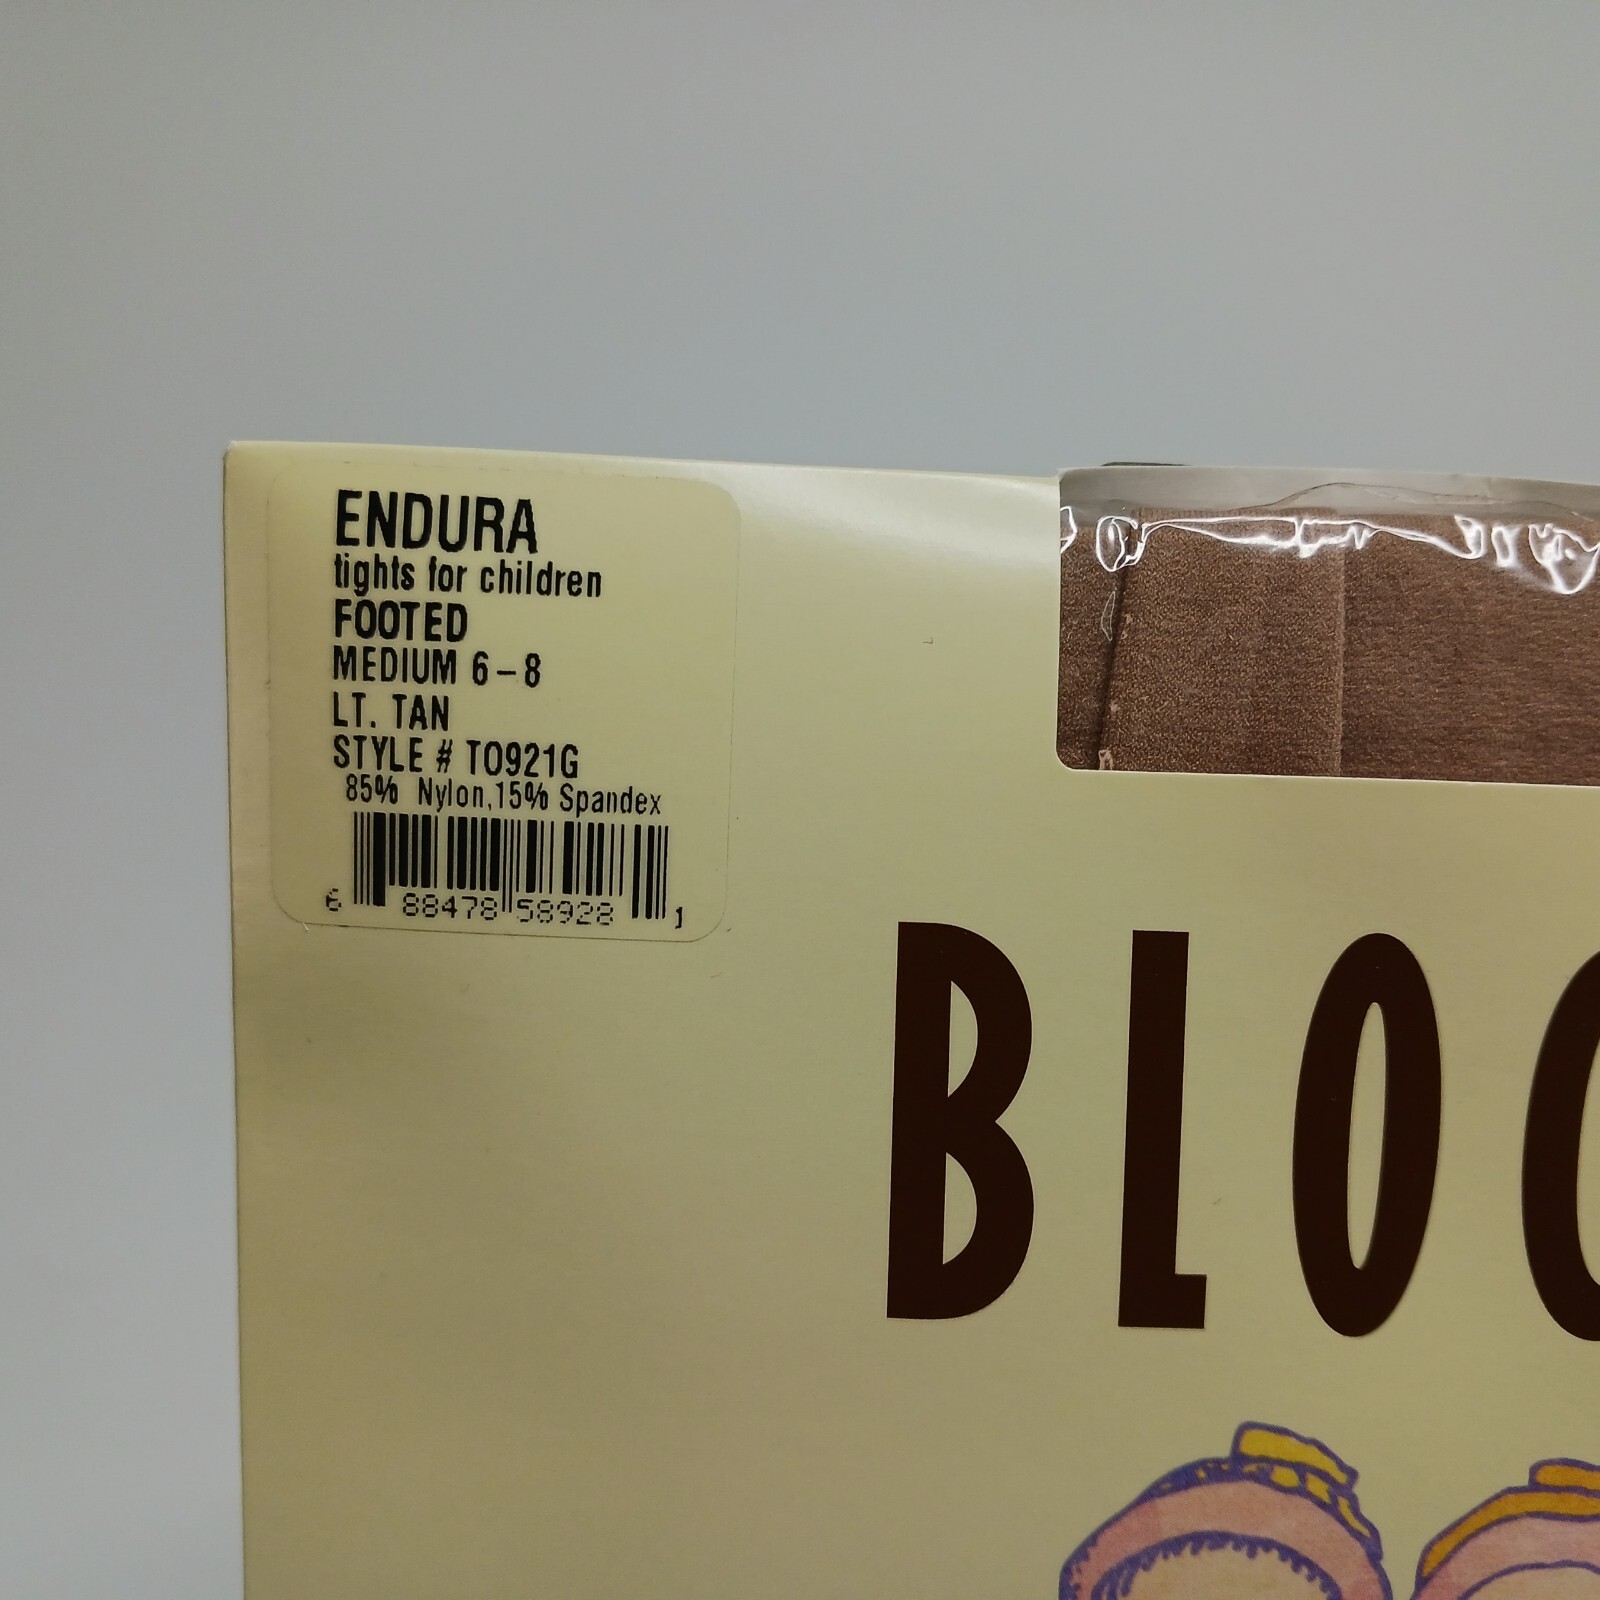 ENDURA
tights for children
FOOTED
MEDIUM 6-8
LT. TAN
STYLE # TO921G
85% Nylon,15% Spandex
6 88478 58928 1
BLOC